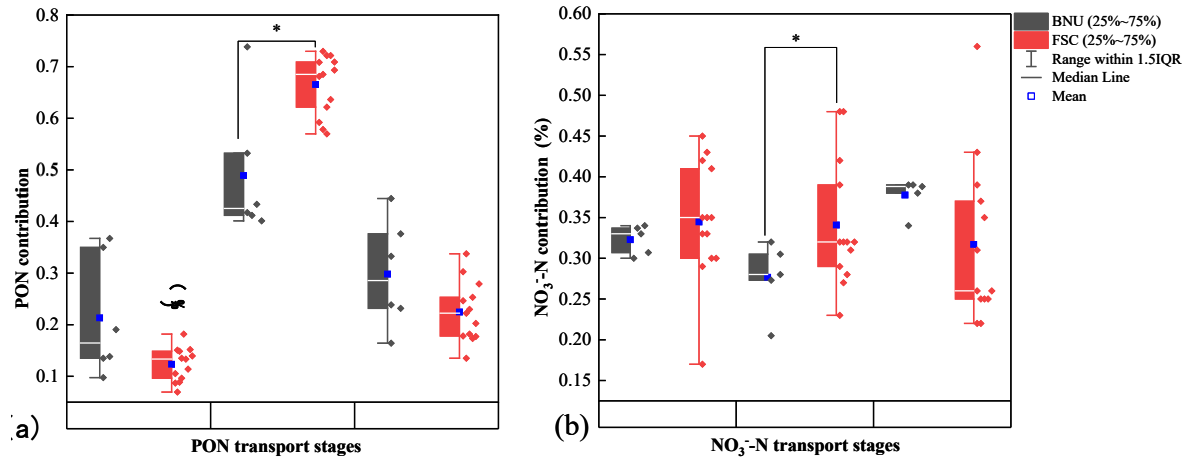 0.8
0.7
0.6
0.5
0.4
0.3
0.2
0.1
PON contribution
*
(a)
PON transport stages
0.60
0.55
0.50
0.45
0.40
0.35
0.30
0.25
0.20
0.15
NO₃⁻-N contribution (%)
*
(b)
NO₃⁻-N transport stages
BNU (25%~75%)
FSC (25%~75%)
Range within 1.5IQR
Median Line
Mean